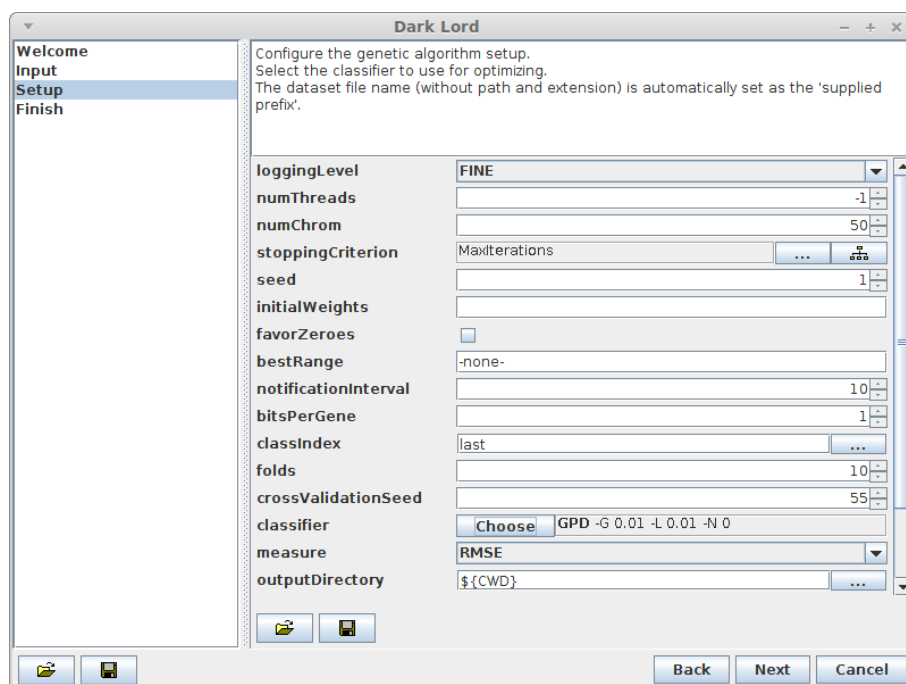 Dark Lord
Welcome
Input
Setup
Finish
Configure the genetic algorithm setup.
Select the classifier to use for optimizing.
The dataset file name (without path and extension) is automatically set as the 'supplied
prefix'.
loggingLevel FINE
numThreads -1
numChrom 50
stoppingCriterion MaxIterations ...
seed 1
initialWeights
favorZeroes
bestRange -none-
notificationInterval 10
bitsPerGene 1
classIndex last ...
folds 10
crossValidationSeed 55
classifier Choose GPD -G 0.01 -L 0.01 -N 0
measure RMSE
outputDirectory ${CWD} ...
Back Next Cancel